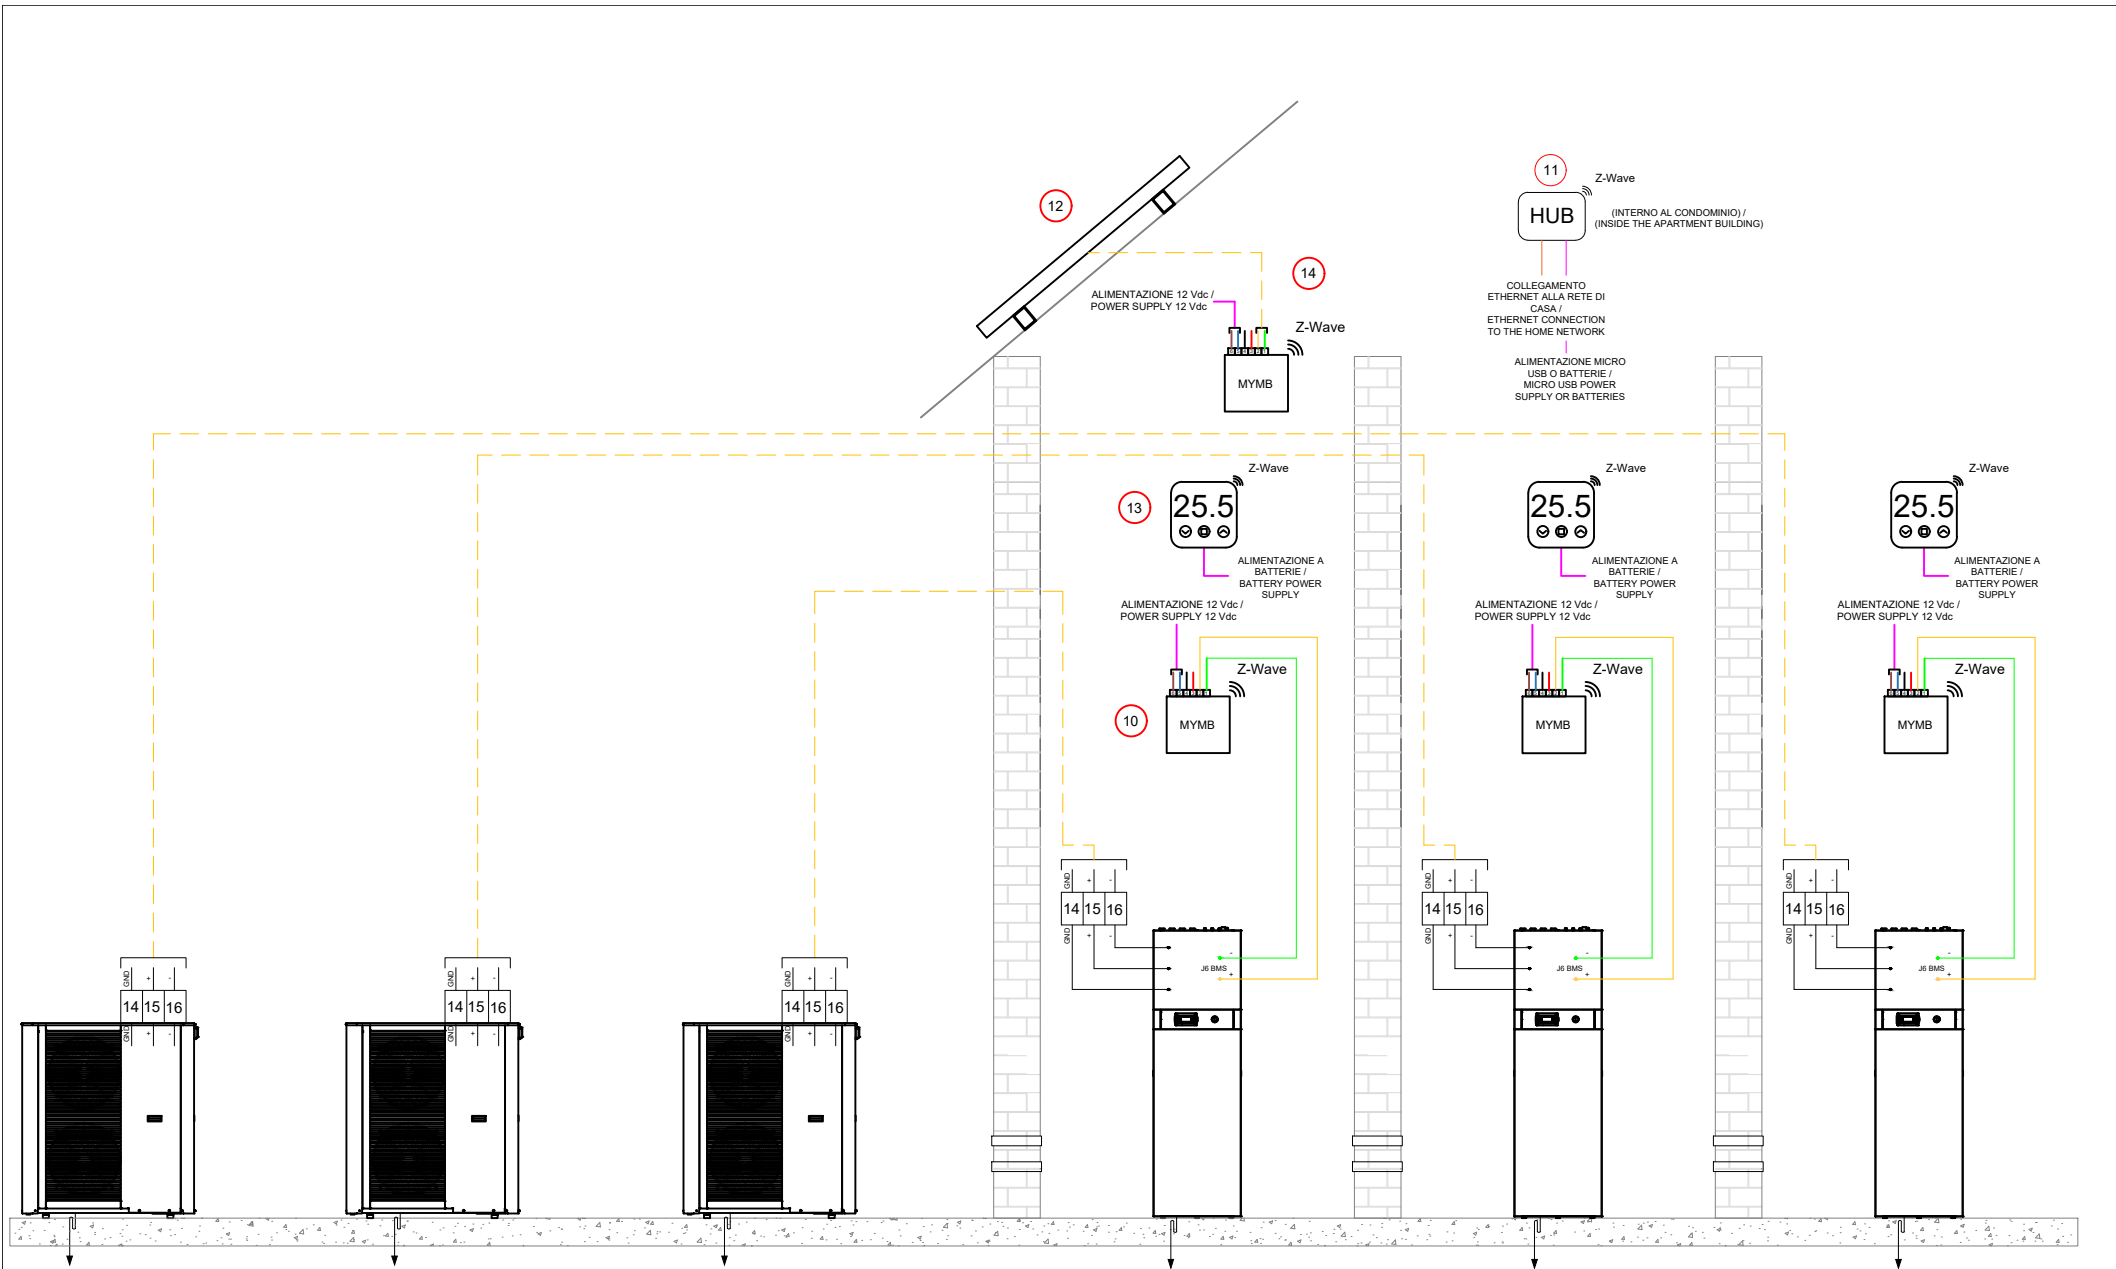 11
Z-Wave
12
HUB
(INTERNO AL CONDOMINIO) /
(INSIDE THE APARTMENT BUILDING)
14
COLLEGAMENTO
ETHERNET ALLA RETE DI
CASA /
ETHERNET CONNECTION
TO THE HOME NETWORK
ALIMENTAZIONE 12 Vdc /
POWER SUPPLY 12 Vdc
Z-Wave
MYMB
ALIMENTAZIONE MICRO
USB O BATTERIE /
MICRO USB POWER
SUPPLY OR BATTERIES
Z-Wave
Z-Wave
Z-Wave
13
25.5
25.5
25.5
ALIMENTAZIONE A
BATTERIE /
BATTERY POWER
SUPPLY
ALIMENTAZIONE A
BATTERIE /
BATTERY POWER
SUPPLY
ALIMENTAZIONE A
BATTERIE /
BATTERY POWER
SUPPLY
ALIMENTAZIONE 12 Vdc /
POWER SUPPLY 12 Vdc
ALIMENTAZIONE 12 Vdc /
POWER SUPPLY 12 Vdc
ALIMENTAZIONE 12 Vdc /
POWER SUPPLY 12 Vdc
Z-Wave
Z-Wave
Z-Wave
10
MYMB
MYMB
MYMB
GND + -
14 15 16
GND + -
GND + -
14 15 16
GND + -
GND + -
14 15 16
GND + -
-
J6 BMS
+
-
J6 BMS
+
-
J6 BMS
+
GND + -
14 15 16
GND + -
GND + -
14 15 16
GND + -
GND + -
14 15 16
GND + -